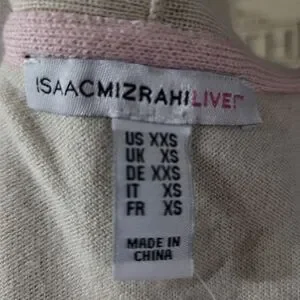 ISAACMIZRAHILIVE!™
US XXS
UK XS
DE XXS
IT XS
FR XS
MADE IN
CHINA